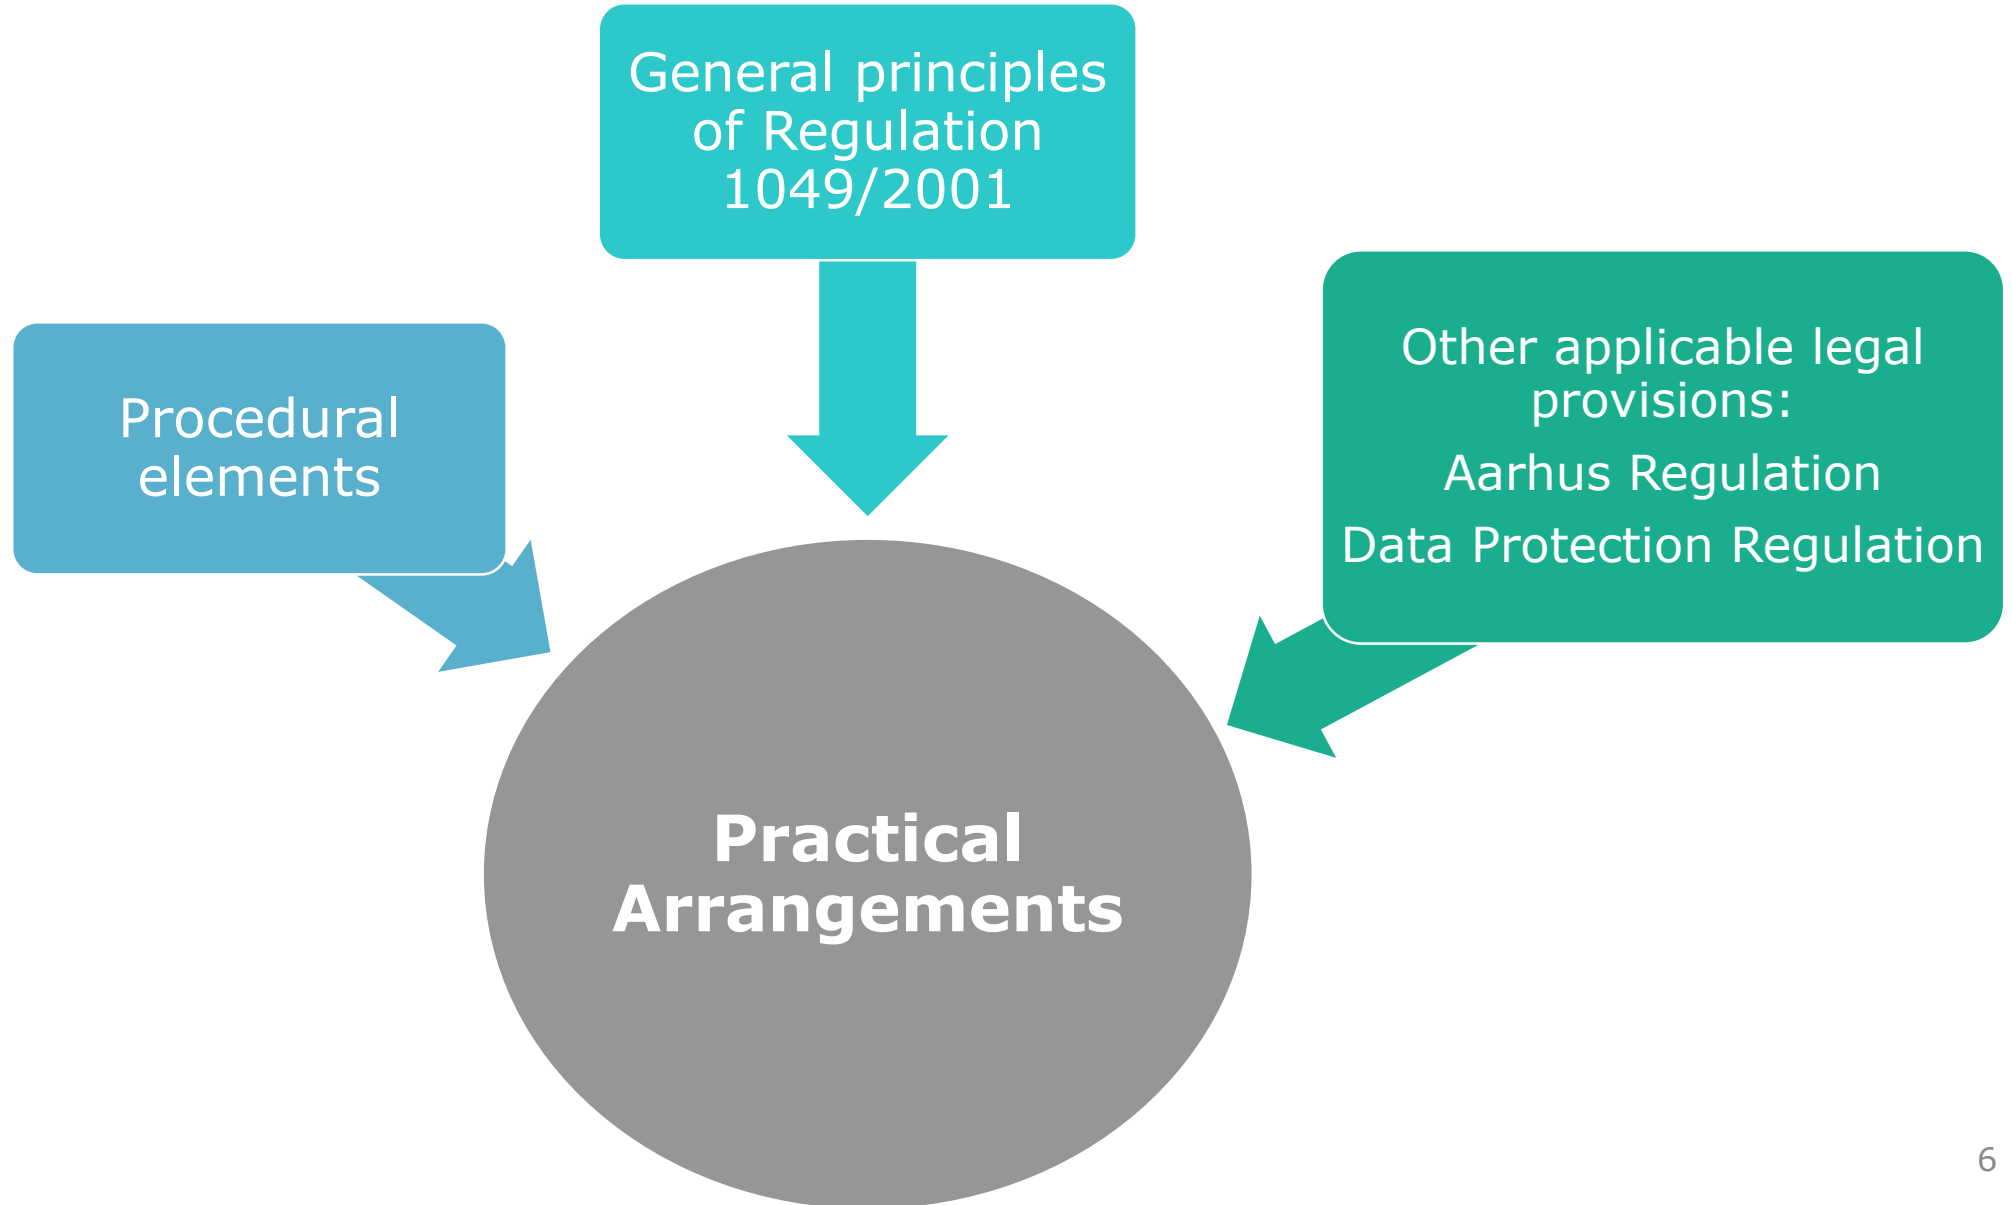 General principles
of Regulation
1049/2001
Procedural
elements
Other applicable legal
provisions:
Aarhus Regulation
Data Protection Regulation
Practical
Arrangements
6